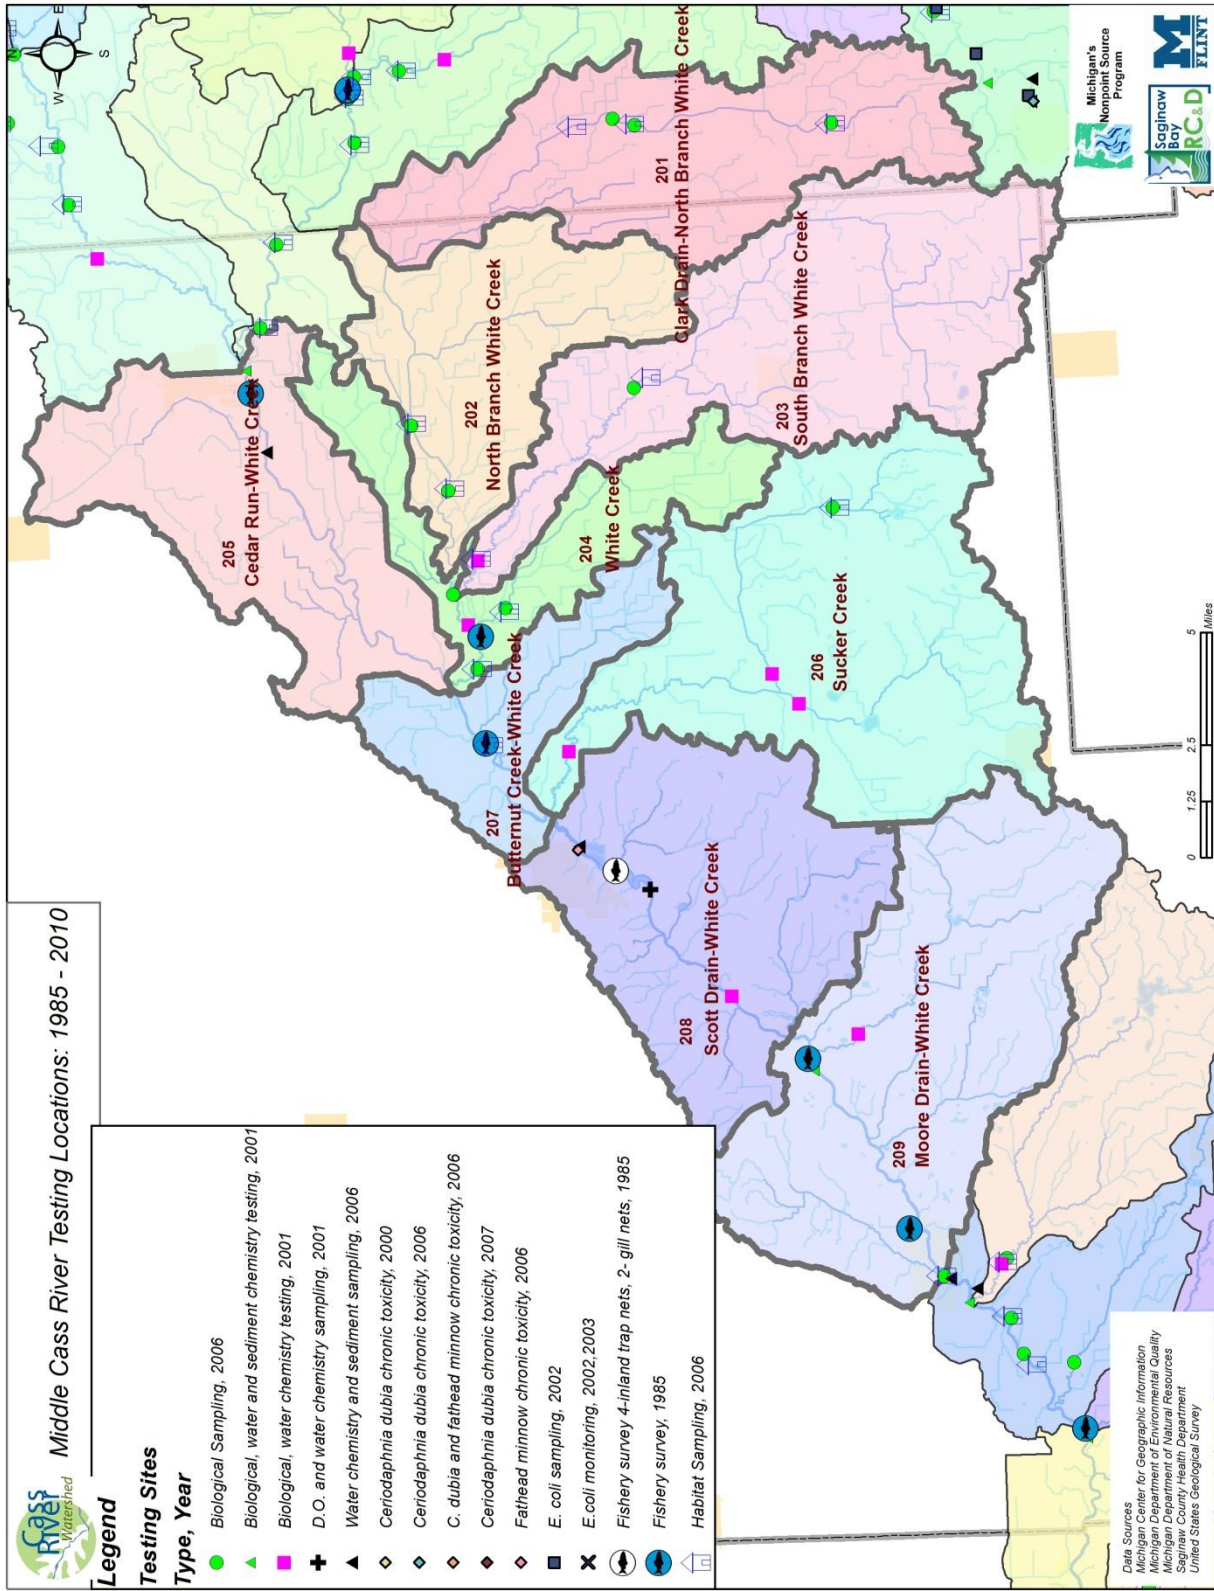 Cass
River
Watershed
Middle Cass River Testing Locations: 1985 - 2010
Legend
Testing Sites
Type, Year
Biological Sampling, 2006
Biological, water and sediment chemistry testing, 2001
Biological, water chemistry testing, 2001
D.O. and water chemistry sampling, 2001
Water chemistry and sediment sampling, 2006
Ceriodaphnia dubia chronic toxicity, 2000
Ceriodaphnia dubia chronic toxicity, 2006
C. dubia and fathead minnow chronic toxicity, 2006
Ceriodaphnia dubia chronic toxicity, 2007
Fathead minnow chronic toxicity, 2006
E. coli sampling, 2002
E.coli monitoring, 2002,2003
Fishery survey 4-inland trap nets, 2- gill nets, 1985
Fishery survey, 1985
Habitat Sampling, 2006
205
Cedar Run-White Creek
207
Butternut Creek-White Creek
202
North Branch White Creek
204
White Creek
201
Clark Drain-North Branch White Creek
203
South Branch White Creek
206
Sucker Creek
208
Scott Drain-White Creek
209
Moore Drain-White Creek
N
E
S
W
0 1.25 2.5 5
Miles
Data Sources
Michigan Center for Geographic Information
Michigan Department of Environmental Quality
Michigan Department of Natural Resources
Saginaw County Health Department
United States Geological Survey
Michigan's
Nonpoint Source
Program
Saginaw
Bay
RC&D
M
FLINT